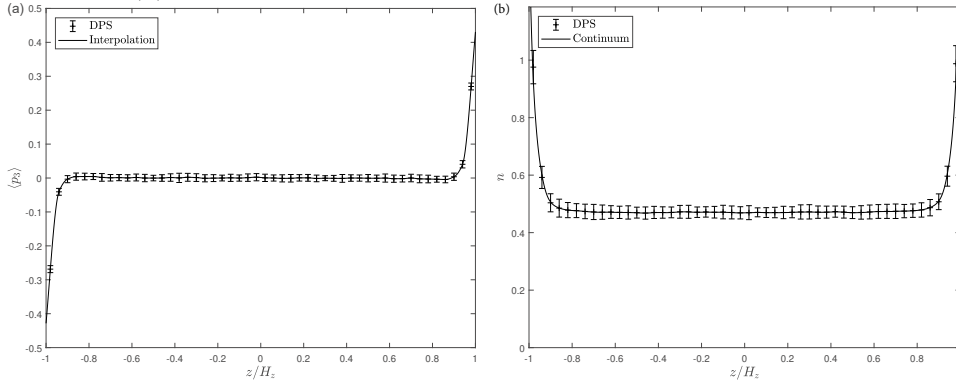 (a)
0.5
DPS
Interpolation
0.4
0.3
0.2
0.1
0
-0.1
-0.2
-0.3
-0.4
-0.5
⟨p₃⟩
-1 -0.8 -0.6 -0.4 -0.2 0 0.2 0.4 0.6 0.8 1
z/H_z
(b)
DPS
Continuum
1
0.8
0.6
0.4
0.2
0
n
-1 -0.8 -0.6 -0.4 -0.2 0 0.2 0.4 0.6 0.8
z/H_z